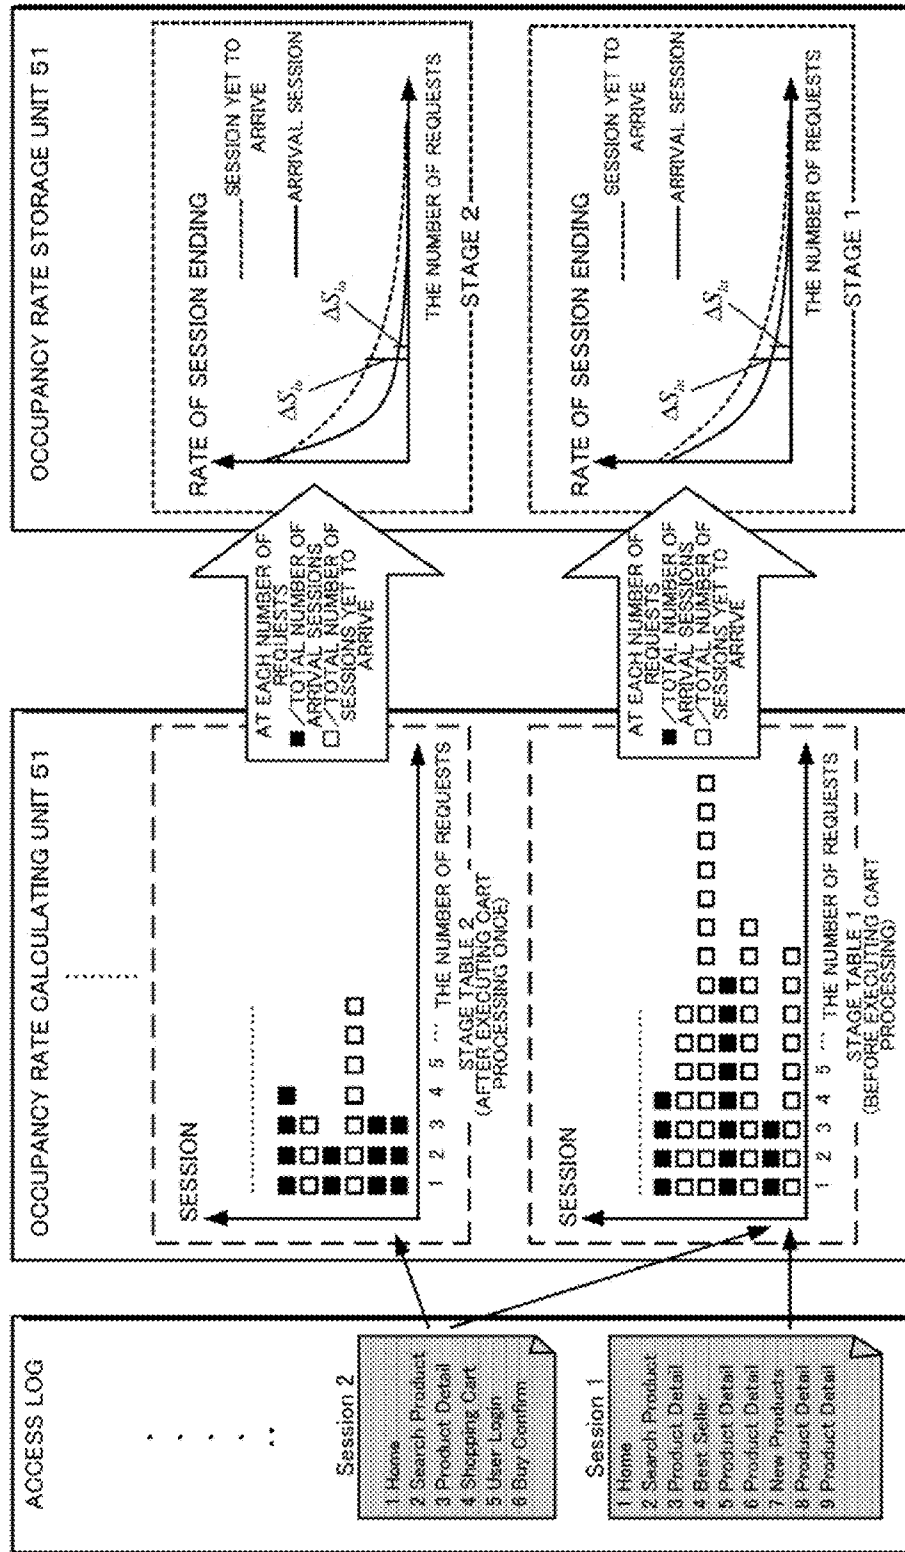 ACCESS LOG
Session 2
1 Home
2 Search Product
3 Product Detail
4 Shopping Cart
5 User Login
6 Buy Confirm
Session 1
1 Home
2 Search Product
3 Product Detail
4 Best Seller
5 Product Detail
6 Product Detail
7 New Products
8 Product Detail
9 Product Detail
OCCUPANCY RATE CALCULATING UNIT 51
SESSION
1 2 3 4 5 ... THE NUMBER OF REQUESTS
STAGE TABLE 2
(AFTER EXECUTING CART
PROCESSING ONCE)
SESSION
1 2 3 4 5 ... THE NUMBER OF REQUESTS
STAGE TABLE 1
(BEFORE EXECUTING CART
PROCESSING)
AT EACH NUMBER OF
REQUESTS
■/TOTAL NUMBER OF
ARRIVAL SESSIONS
□/TOTAL NUMBER OF
SESSIONS YET TO
ARRIVE
AT EACH NUMBER OF
REQUESTS
■/TOTAL NUMBER OF
ARRIVAL SESSIONS
□/TOTAL NUMBER OF
SESSIONS YET TO
ARRIVE
OCCUPANCY RATE STORAGE UNIT 51
RATE OF SESSION ENDING
SESSION YET TO
ARRIVE
ARRIVAL SESSION
THE NUMBER OF REQUESTS
STAGE 2
RATE OF SESSION ENDING
SESSION YET TO
ARRIVE
ARRIVAL SESSION
THE NUMBER OF REQUESTS
STAGE 1